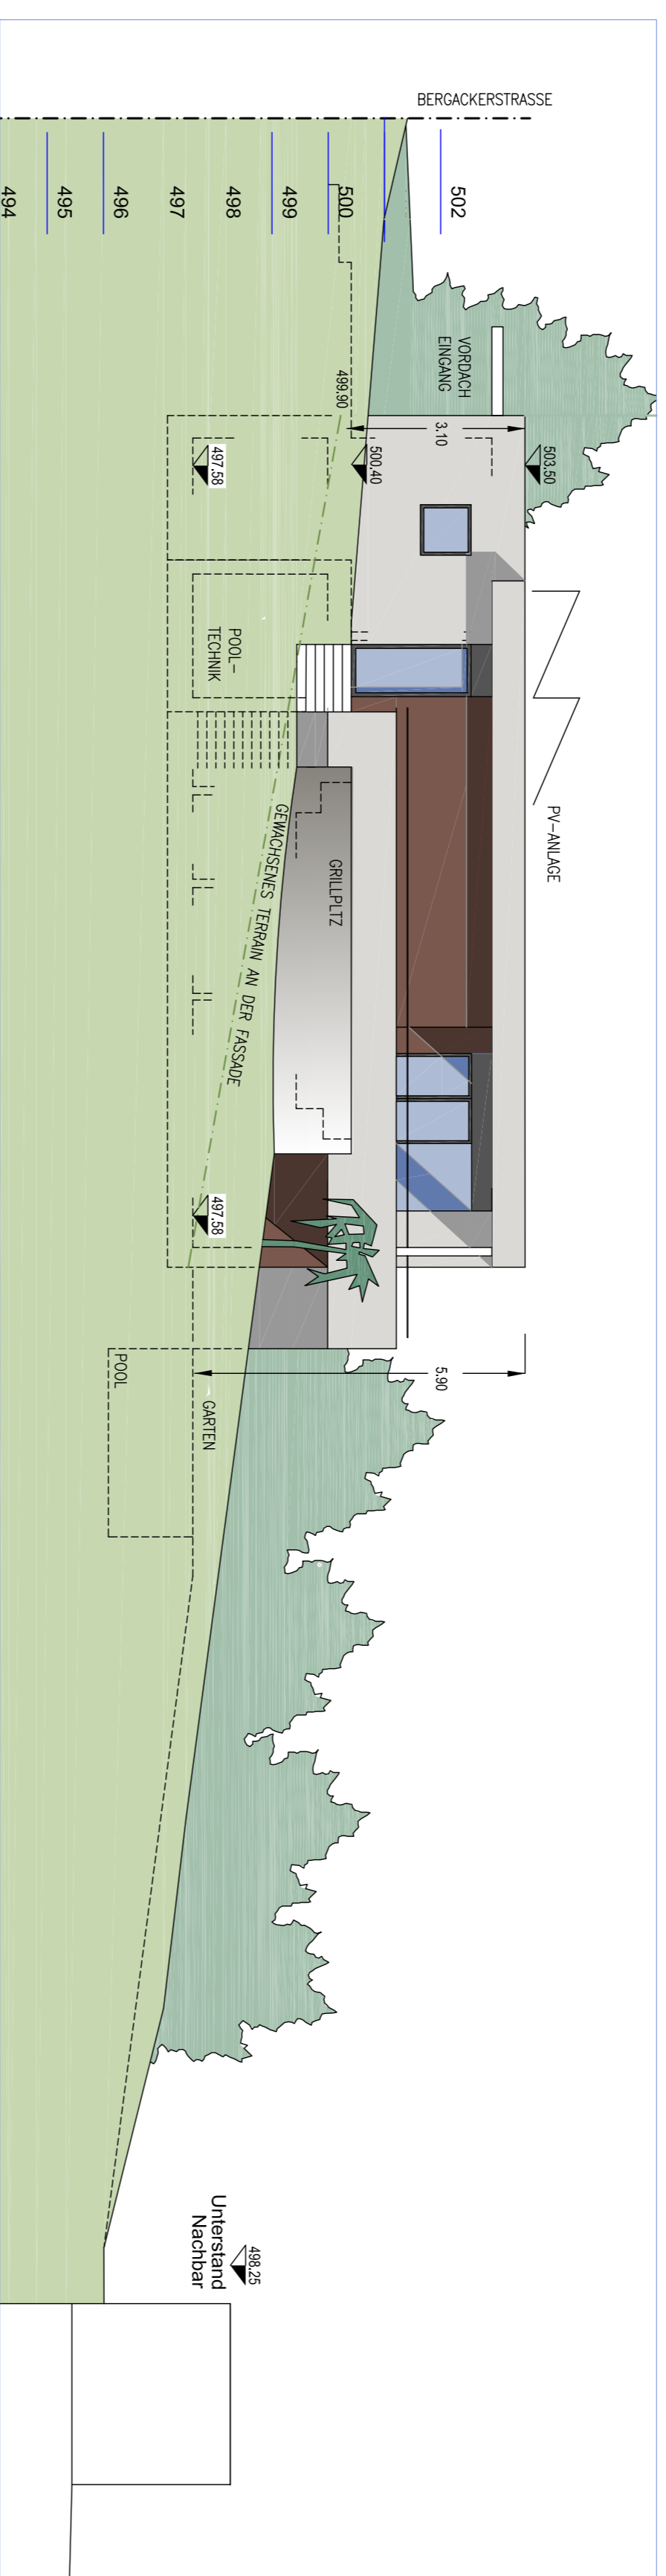 BERGACKERSTRASSE
502
500
499
498
497
496
495
494
VORDACH
EINGANG
499.90
3.10
503.50
500.40
497.58
POOL-
TECHNIK
PV-ANLAGE
GRILLPLTZ
GEWACHSENES TERRAIN AN DER FASSADE
497.58
5.90
POOL
GARTEN
498.25
Unterstand
Nachbar